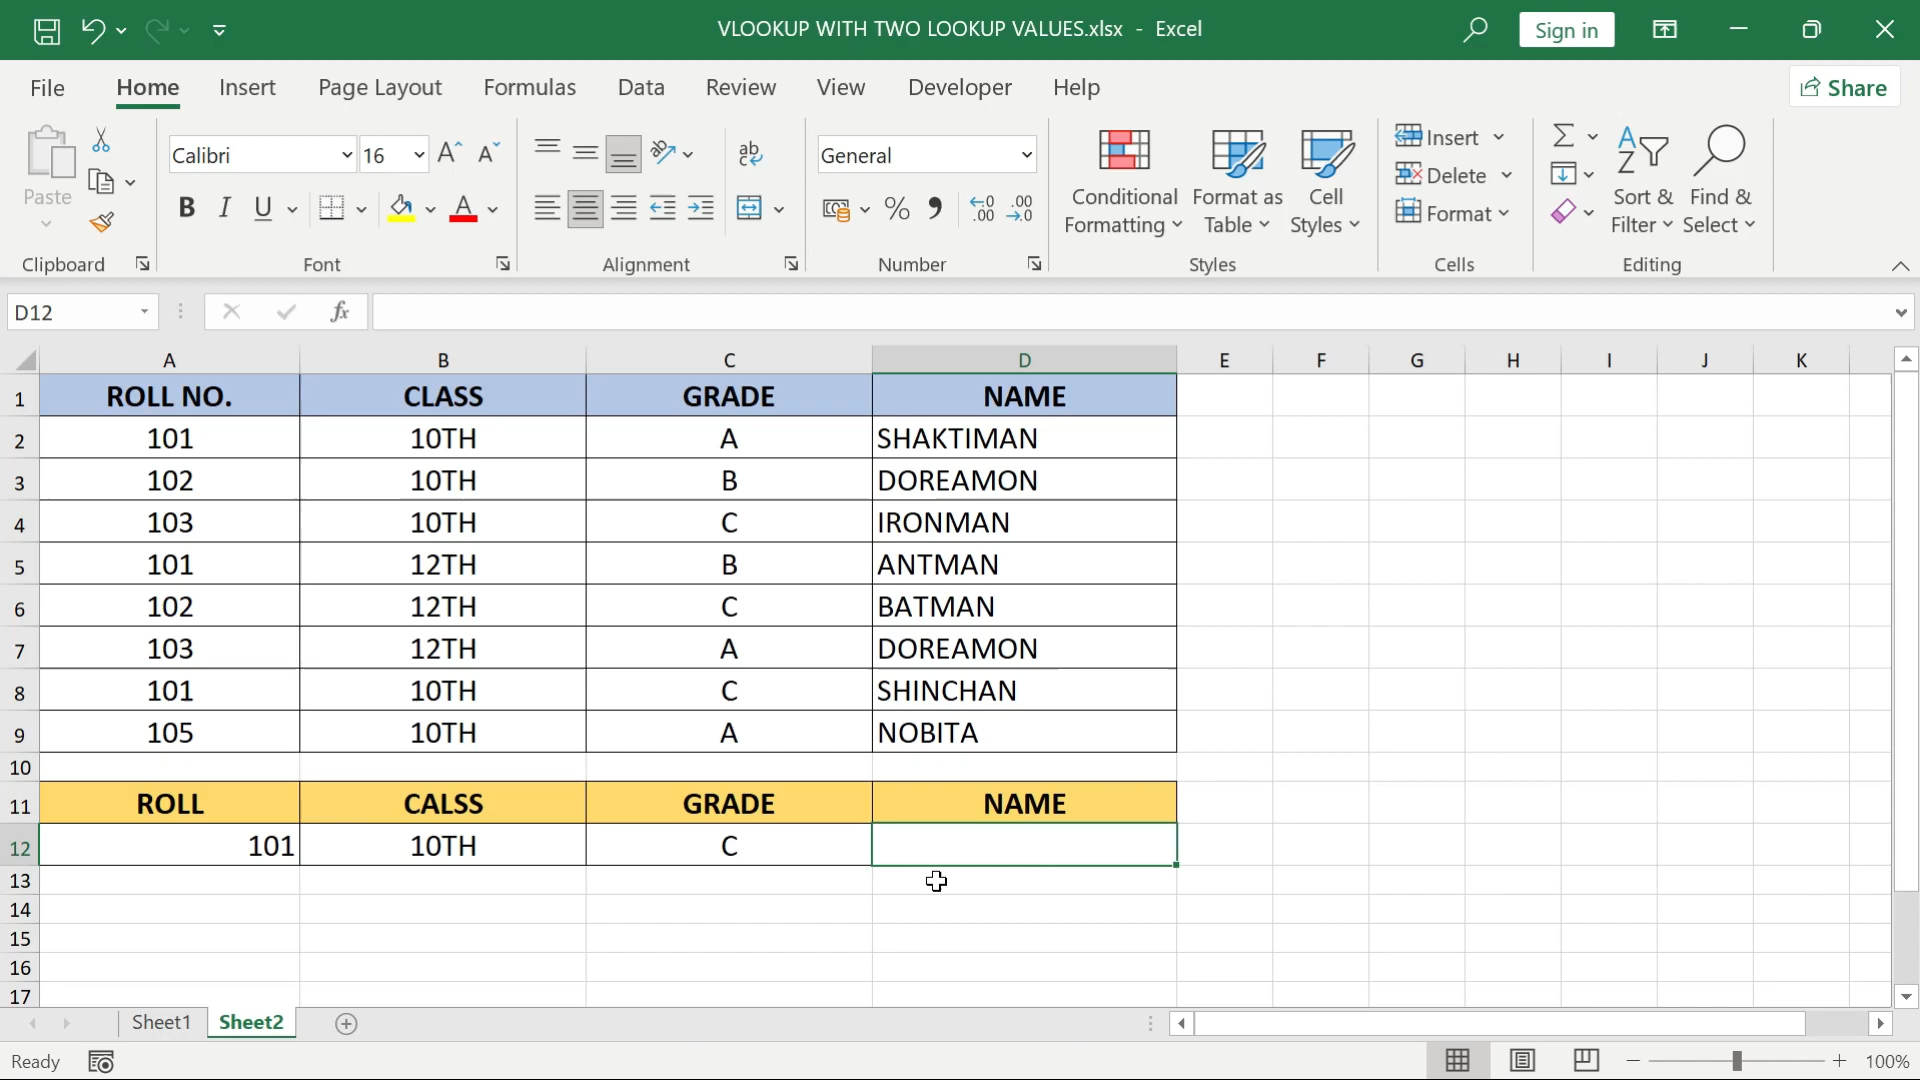 VLOOKUP WITH TWO LOOKUP VALUES.xlsx - Excel
Sign in
File Home Insert Page Layout Formulas Data Review View Developer Help
Share
Paste
Clipboard
Calibri 16
B I U A
Font
ab
Alignment
General
% .00 .00
Number
Conditional Formatting
Format as Table
Cell Styles
Styles
Insert
Delete
Format
Cells
Sort & Filter
Find & Select
Editing
D12 fx
A B C D E F G H I J K
1 ROLL NO. CLASS GRADE NAME
2 101 10TH A SHAKTIMAN
3 102 10TH B DOREAMON
4 103 10TH C IRONMAN
5 101 12TH B ANTMAN
6 102 12TH C BATMAN
7 103 12TH A DOREAMON
8 101 10TH C SHINCHAN
9 105 10TH A NOBITA
10
11 ROLL CALSS GRADE NAME
12 101 10TH C
13
14
15
16
17
Sheet1 Sheet2
Ready 100%